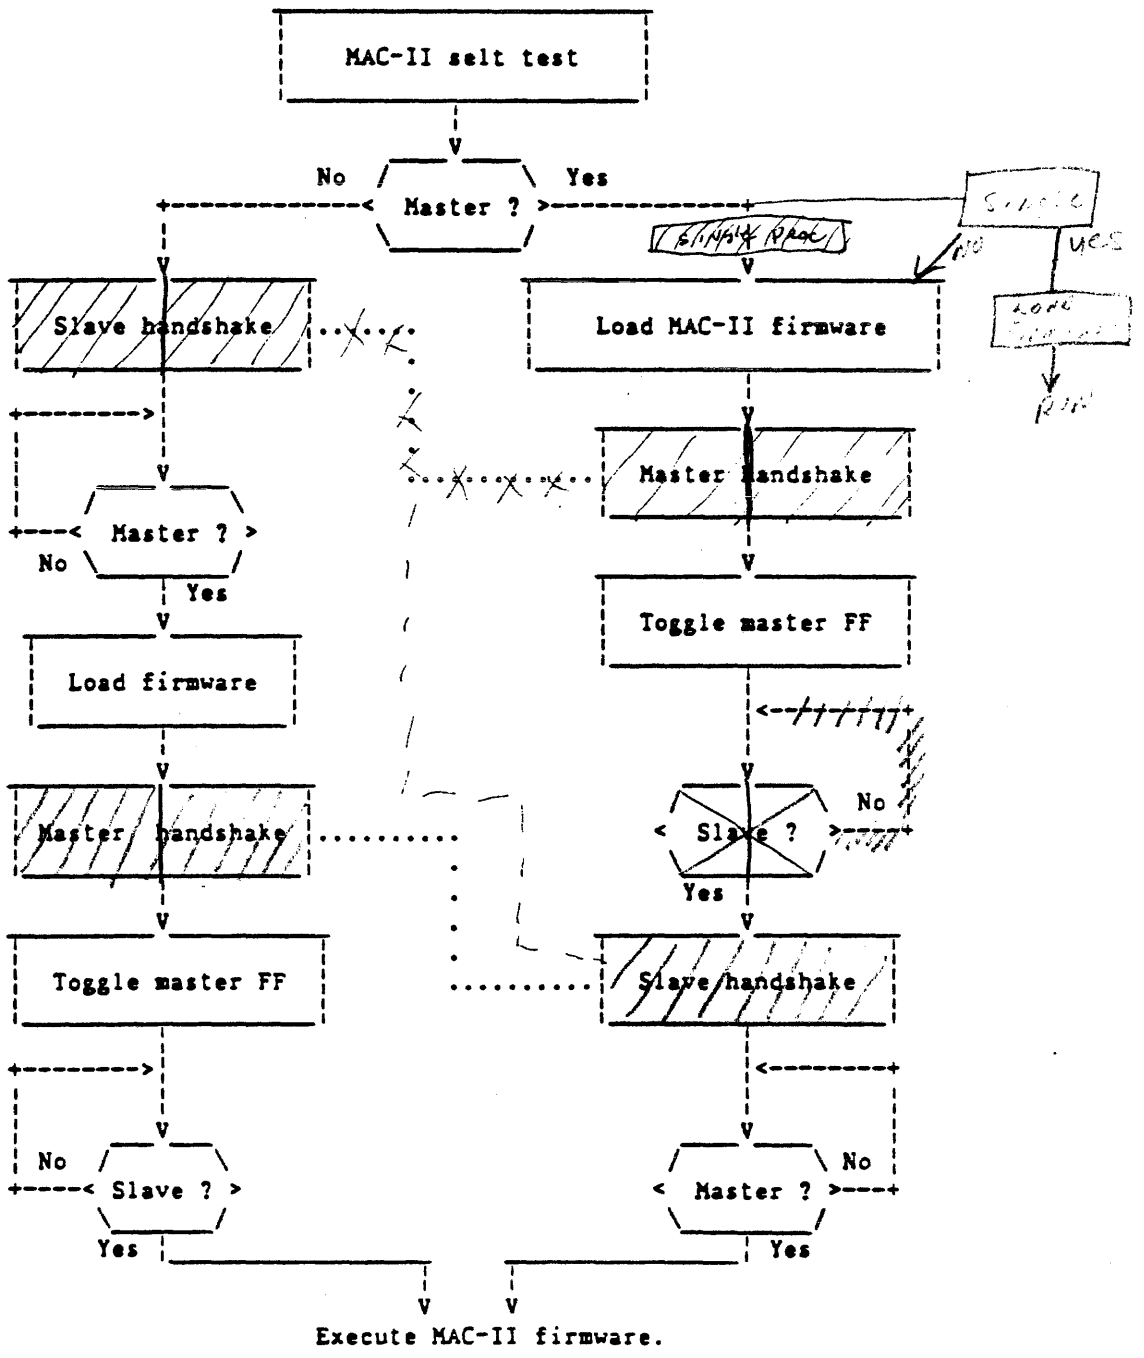 MAC-II selt test
No
Yes
Master ?
SINGLE
SINGLE PROC
NO
YES
Slave handshake
Load MAC-II firmware
LOAD
RUN
Master Handshake
Master ?
No
Yes
Toggle master FF
Load firmware
No
Master handshake
Slave ?
Yes
Toggle master FF
Slave handshake
No
No
Slave ?
Master ?
Yes
Yes
Execute MAC-II firmware.